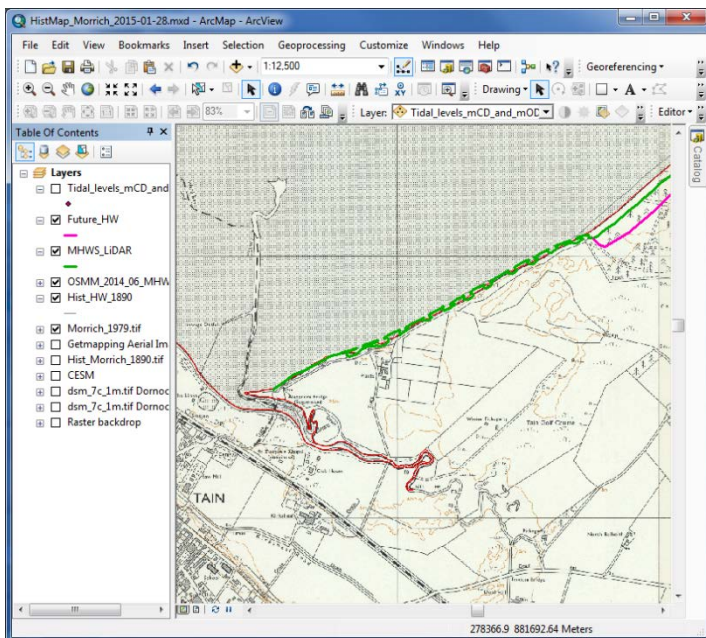 HistMap_Morrich_2015-01-28.mxd - ArcMap - ArcView
File Edit View Bookmarks Insert Selection Geoprocessing Customize Windows Help
1:12,500 Georeferencing
Drawing A
83% Layer: Tidal_levels_mCD_and_mOD Editor
Table Of Contents
Catalog
Layers
Tidal_levels_mCD_and
Future_HW
MHWS_LiDAR
OSMM_2014_06_MHW
Hist_HW_1890
Morrich_1979.tif
Getmapping Aerial Im
Hist_Morrich_1890.tif
CESM
dsm_7c_1m.tif Dornoc
dsm_7c_1m.tif Dornoc
Raster backdrop
Tain Golf Course
TAIN
278366.9 881692.64 Meters